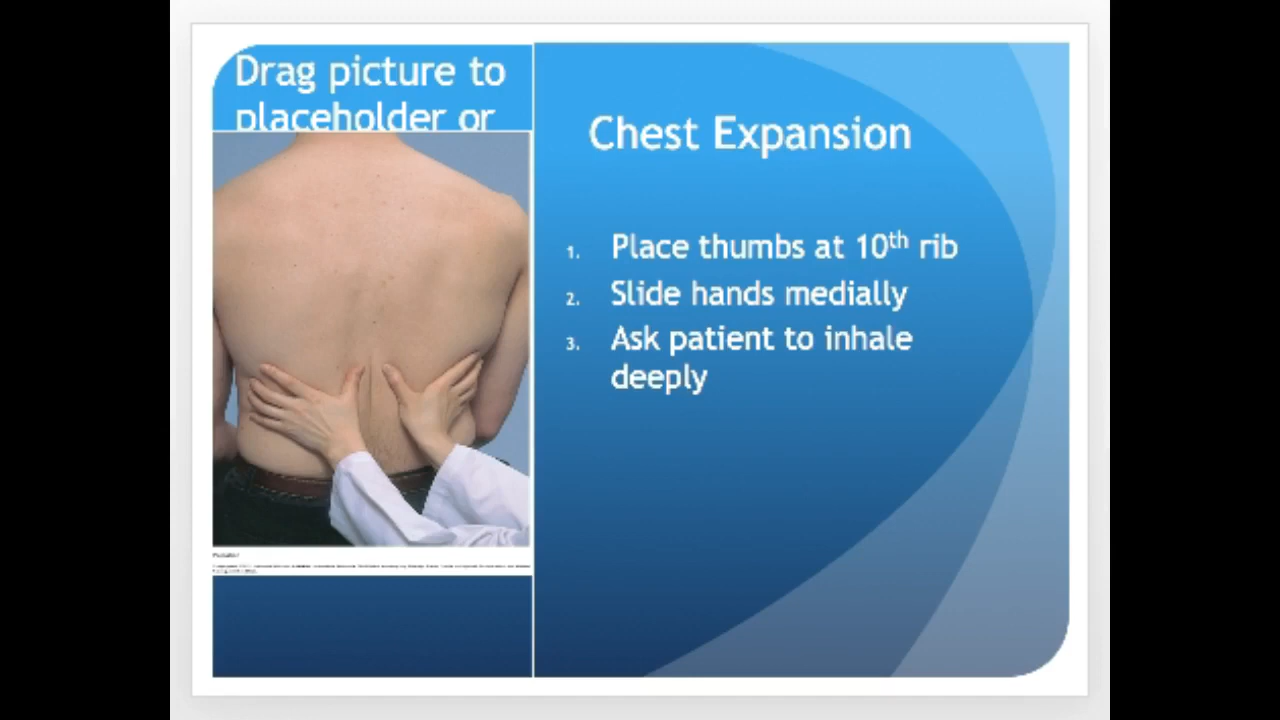 Drag picture to
placeholder or
Chest Expansion
1. Place thumbs at 10th rib
2. Slide hands medially
3. Ask patient to inhale
deeply